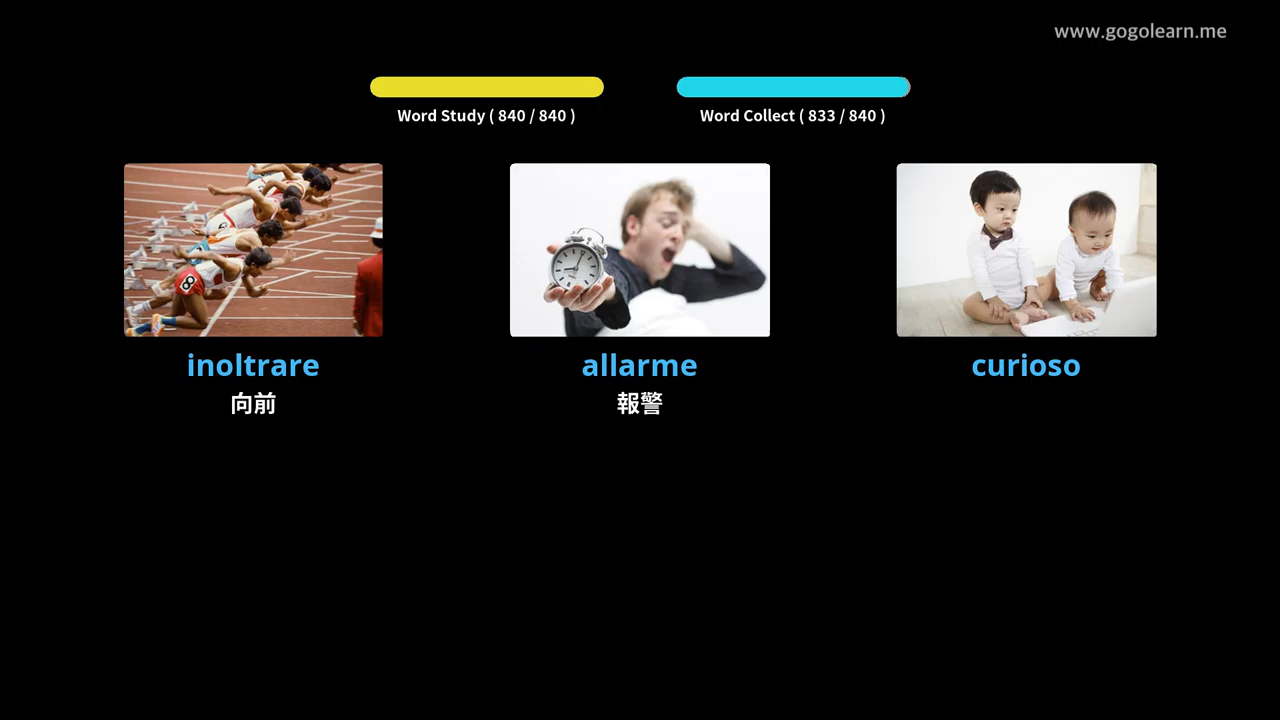 www.gogolearn.me
Word Study ( 840 / 840 )
Word Collect ( 833 / 840 )
inoltrare
向前
allarme
報警
curioso